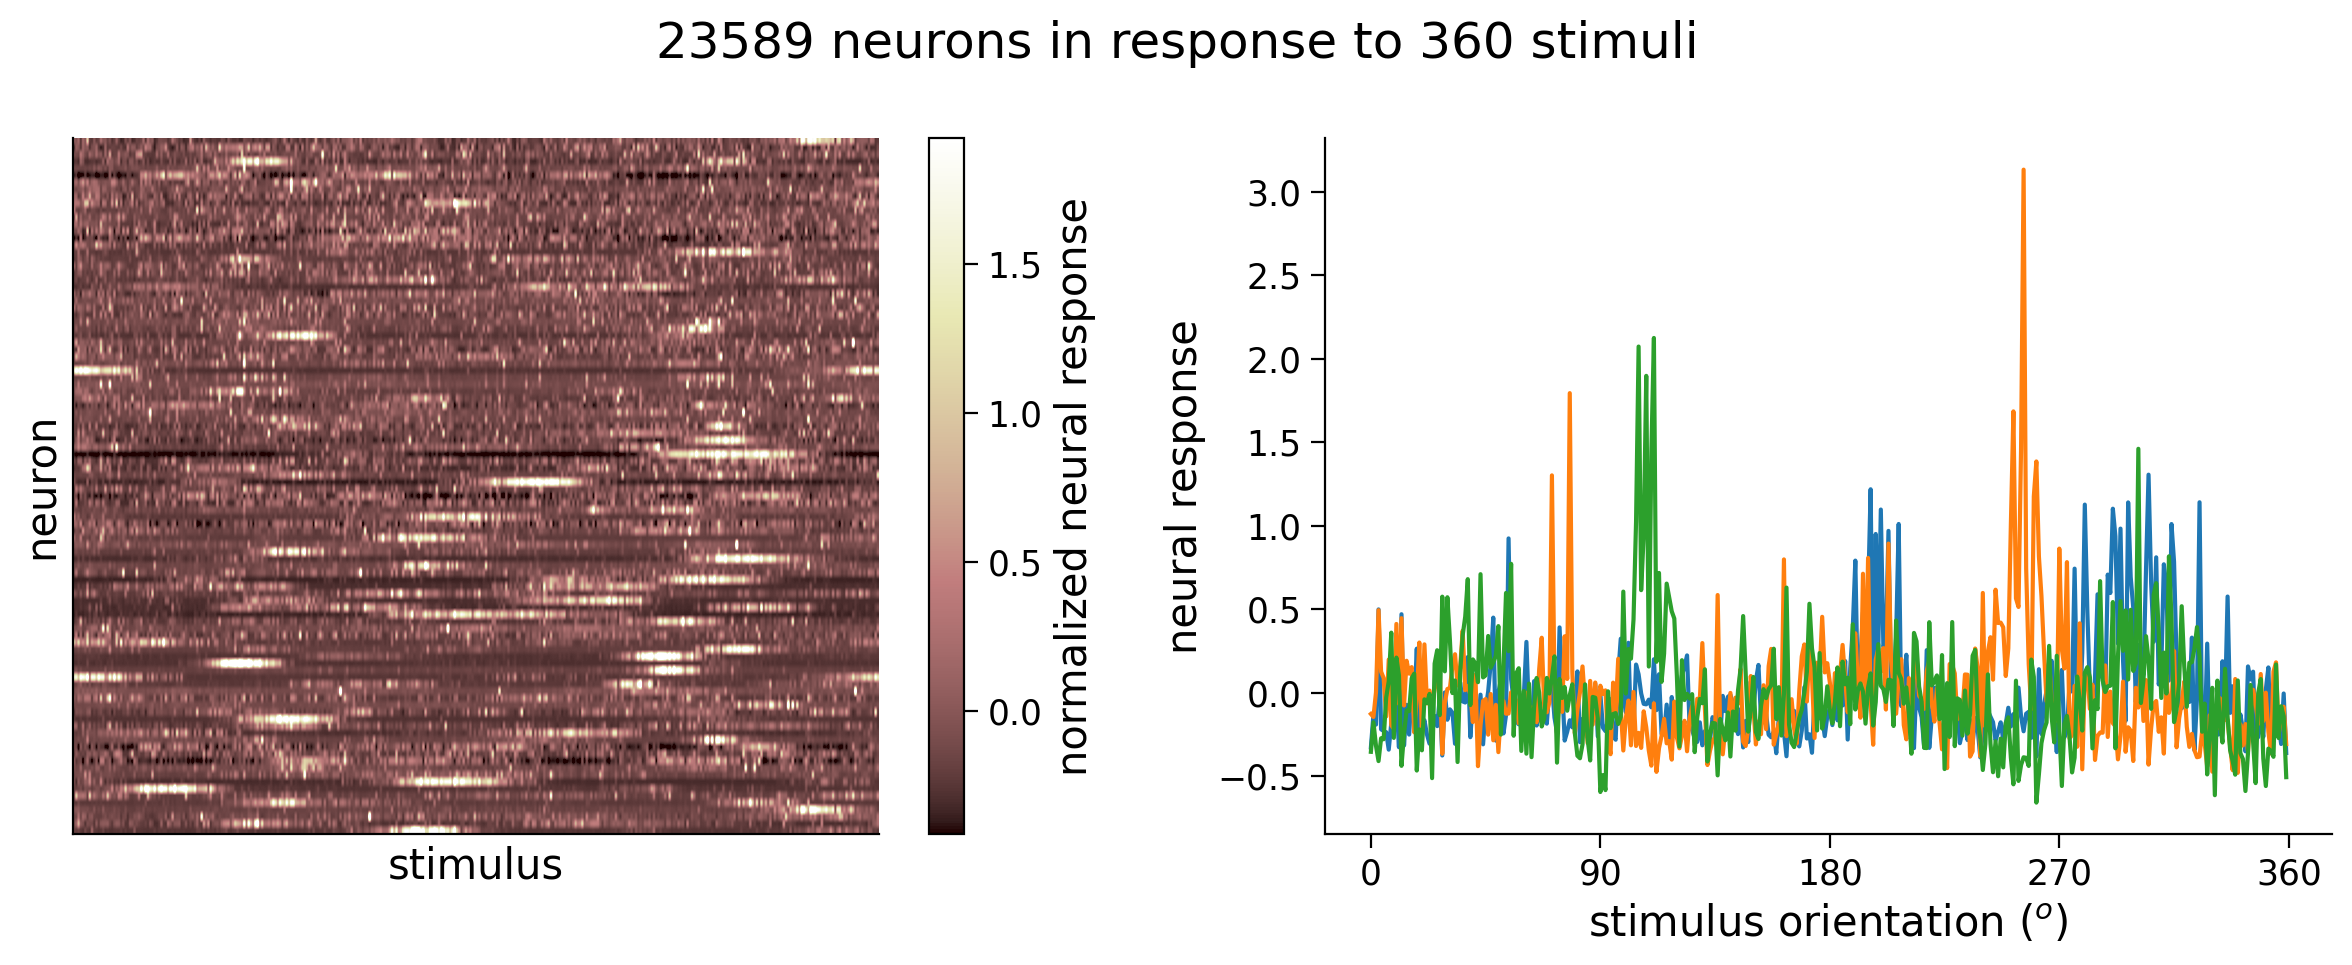 23589 neurons in response to 360 stimuli
neuron
stimulus
1.5
1.0
0.5
0.0
normalized neural response
neural response
3.0
2.5
2.0
1.5
1.0
0.5
0.0
−0.5
0 90 180 270 360
stimulus orientation (°)